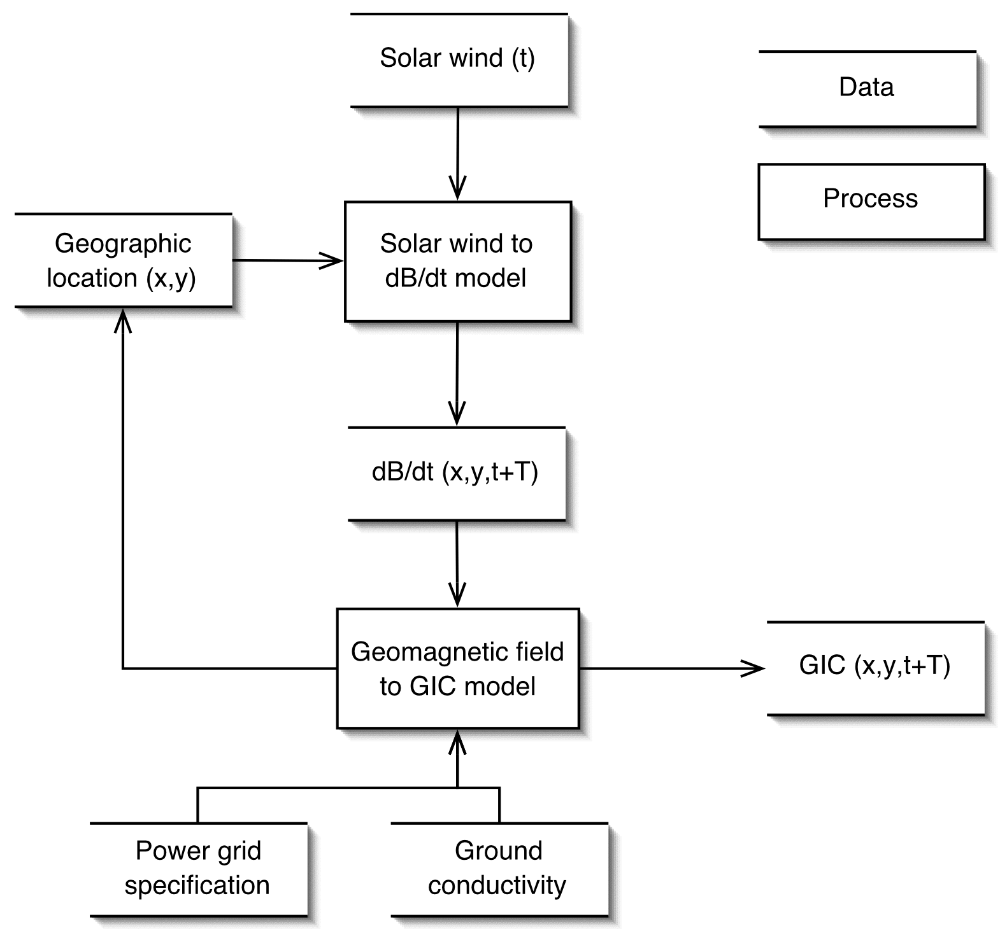 Solar wind (t)
Data
Process
Geographic
location (x,y)
Solar wind to
dB/dt model
dB/dt (x,y,t+T)
Geomagnetic field
to GIC model
GIC (x,y,t+T)
Power grid
specification
Ground
conductivity